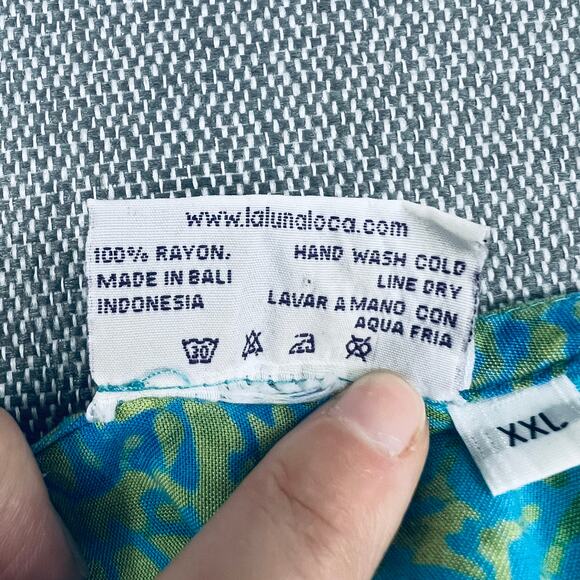 www.lalunaloca.com
100% RAYON.
MADE IN BALI
INDONESIA
HAND WASH COLD
LINE DRY
LAVAR A MANO CON
AQUA FRIA
30
XXL